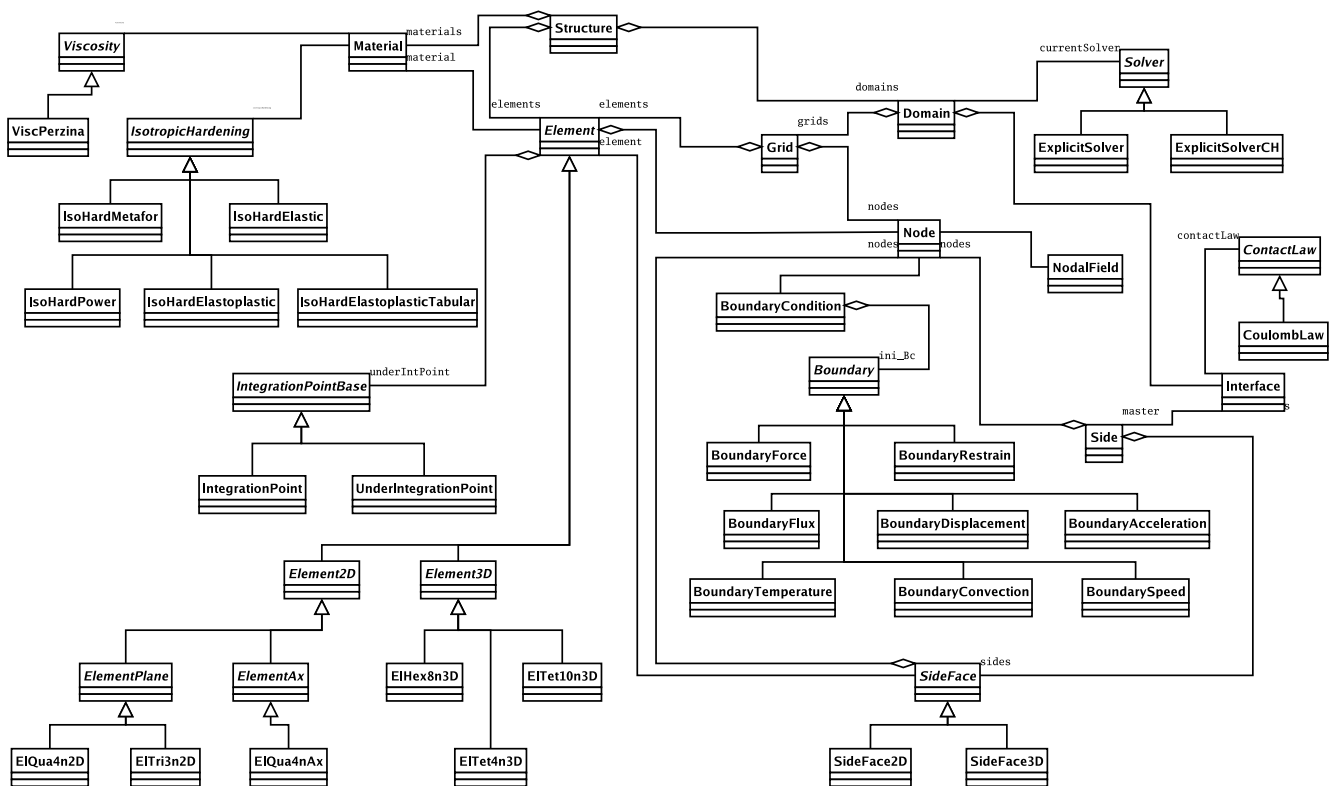 materials
Structure
Viscosity
Material
currentSolver
Solver
material
elements
elements
domains
ViscPerzina
IsotropicHardening
Element
grids
Domain
element
Grid
ExplicitSolver
ExplicitSolverCH
IsoHardMetafor
IsoHardElastic
nodes
Node
nodes
nodes
contactLaw
ContactLaw
NodalField
IsoHardPower
IsoHardElastoplastic
IsoHardElastoplasticTabular
BoundaryCondition
CoulombLaw
ini_Bc
Boundary
underIntPoint
IntegrationPointBase
Interface
master
s
Side
BoundaryForce
BoundaryRestrain
IntegrationPoint
UnderIntegrationPoint
BoundaryFlux
BoundaryDisplacement
BoundaryAcceleration
Element2D
Element3D
BoundaryTemperature
BoundaryConvection
BoundarySpeed
sides
ElementPlane
ElementAx
ElHex8n3D
ElTet10n3D
SideFace
ElQua4n2D
ElTri3n2D
ElQua4nAx
ElTet4n3D
SideFace2D
SideFace3D